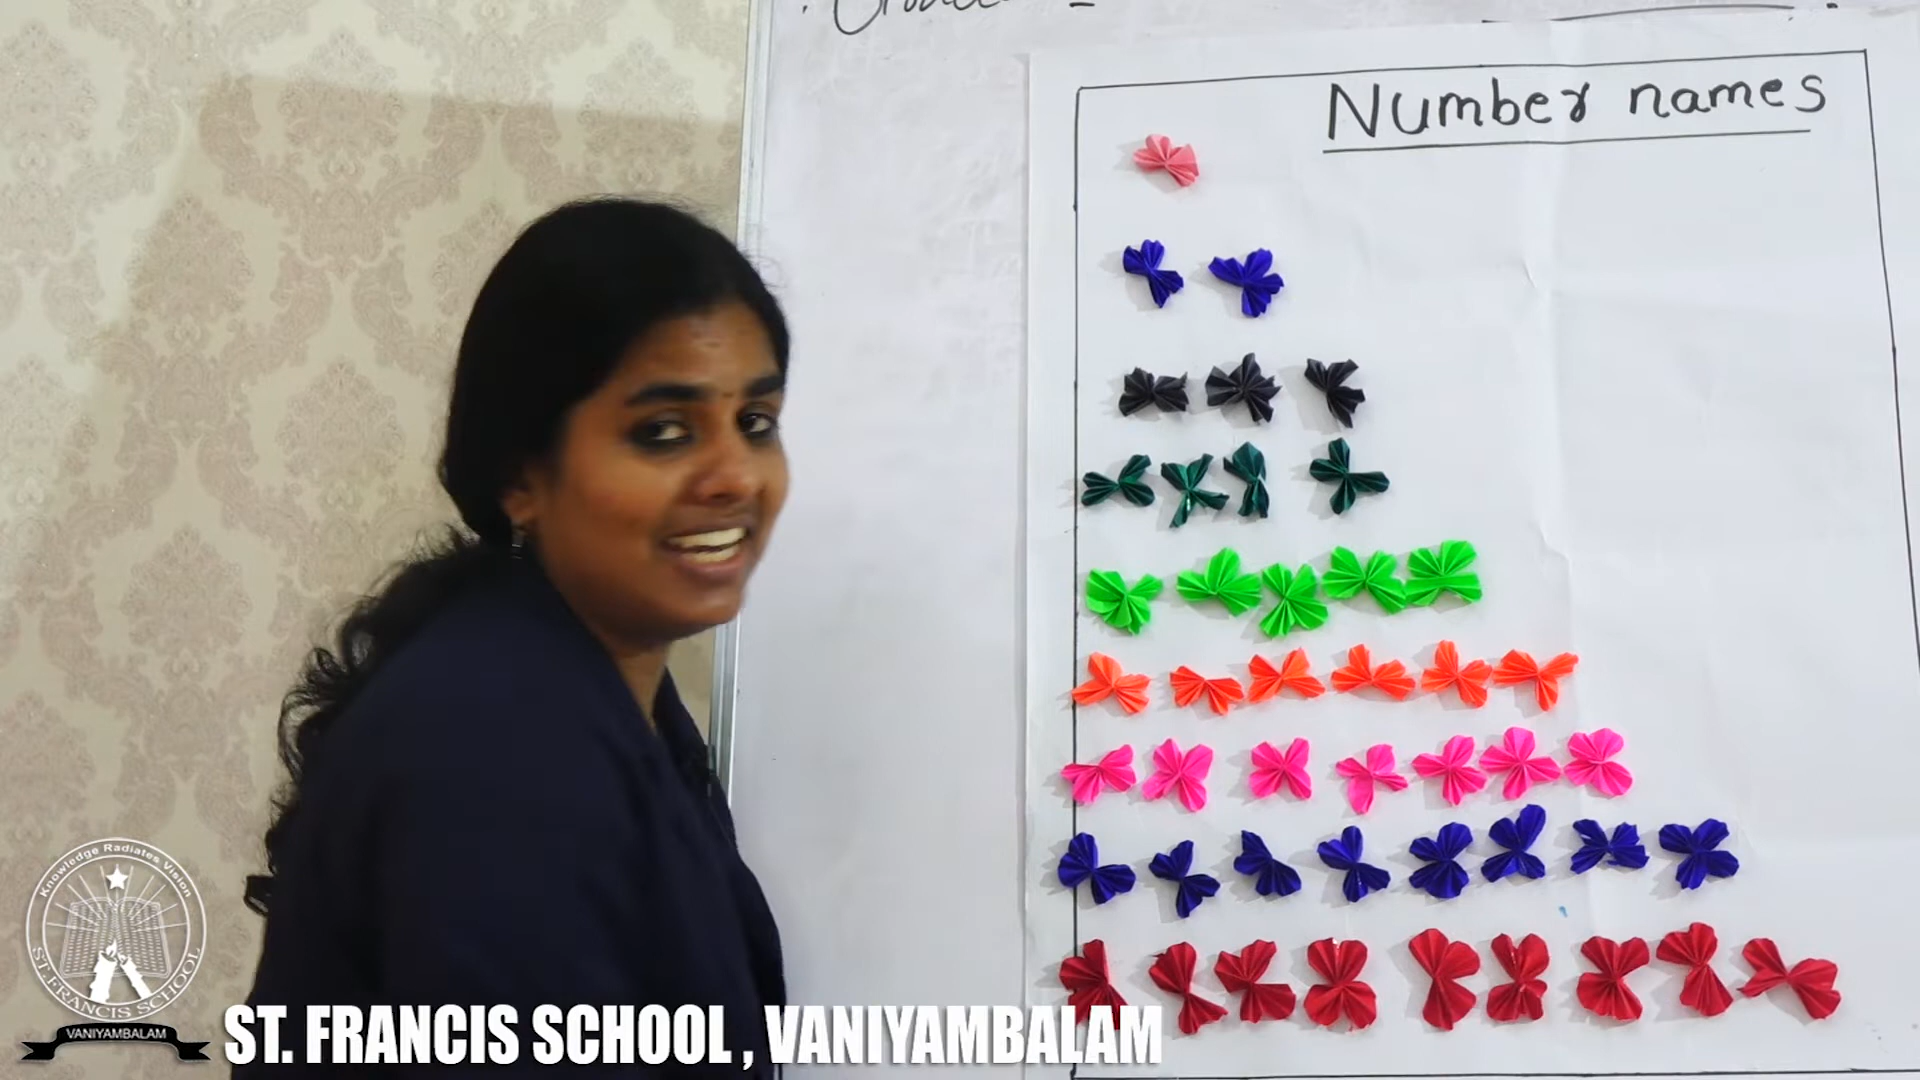 Number names
Knowledge Radiates Vision
ST. FRANCIS SCHOOL
VANIYAMBALAM
ST. FRANCIS SCHOOL , VANIYAMBALAM